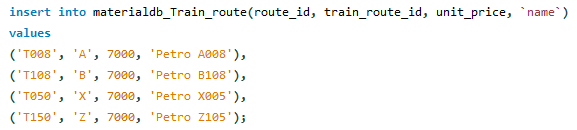 insert into materialdb_Train_route(route_id, train_route_id, unit_price, `name`)
values
('T008', 'A', 7000, 'Petro A008'),
('T108', 'B', 7000, 'Petro B108'),
('T050', 'X', 7000, 'Petro X005'),
('T150', 'Z', 7000, 'Petro Z105');